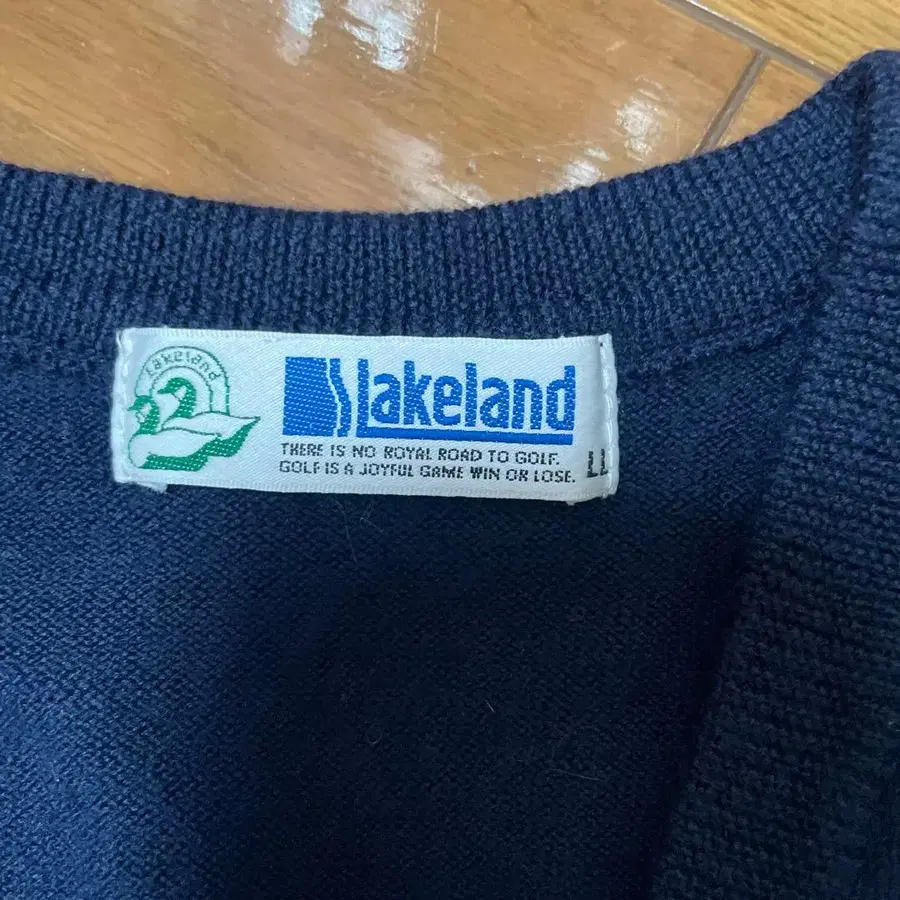 Lakeland
Lakeland
THERE IS NO ROYAL ROAD TO GOLF.
GOLF IS A JOYFUL GAME WIN OR LOSE.
LL